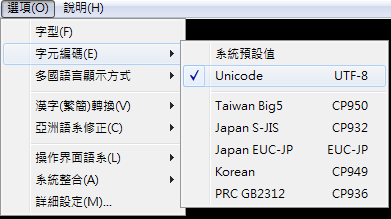 選項(O) 說明(H)
字型(F)
字元編碼(E)
多國語言顯示方式
漢字(繁簡)轉換(V)
亞洲語系修正(C)
操作界面語系(L)
系統整合(A)
詳細設定(M)...
系統預設值
Unicode UTF-8
Taiwan Big5 CP950
Japan S-JIS CP932
Japan EUC-JP EUC-JP
Korean CP949
PRC GB2312 CP936